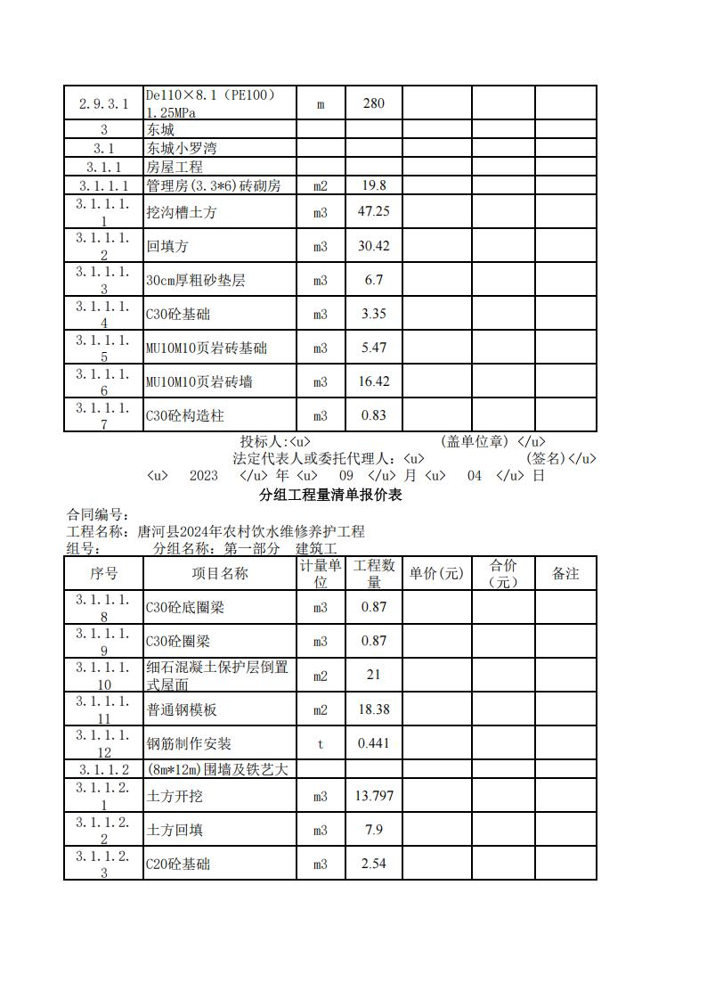 2.9.3.1 De110×8.1（PE100）1.25MPa m 280
3 东城
3.1 东城小罗湾
3.1.1 房屋工程
3.1.1.1 管理房(3.3*6)砖砌房 m2 19.8
3.1.1.1.1 挖沟槽土方 m3 47.25
3.1.1.1.2 回填方 m3 30.42
3.1.1.1.3 30cm厚粗砂垫层 m3 6.7
3.1.1.1.4 C30砼基础 m3 3.35
3.1.1.1.5 MU10M10页岩砖基础 m3 5.47
3.1.1.1.6 MU10M10页岩砖墙 m3 16.42
3.1.1.1.7 C30砼构造柱 m3 0.83
投标人:<u> (盖单位章) </u>
法定代表人或委托代理人: <u> (签名)</u>
<u> 2023 </u> 年 <u> 09 </u> 月 <u> 04 </u> 日
分组工程量清单报价表
合同编号:
工程名称: 唐河县2024年农村饮水维修养护工程
组号: 分组名称: 第一部分 建筑工
序号 项目名称 计量单位 工程数量 单价(元) 合价（元） 备注
3.1.1.1.8 C30砼底圈梁 m3 0.87
3.1.1.1.9 C30砼圈梁 m3 0.87
3.1.1.1.10 细石混凝土保护层倒置式屋面 m2 21
3.1.1.1.11 普通钢模板 m2 18.38
3.1.1.1.12 钢筋制作安装 t 0.441
3.1.1.2 (8m*12m)围墙及铁艺大
3.1.1.2.1 土方开挖 m3 13.797
3.1.1.2.2 土方回填 m3 7.9
3.1.1.2.3 C20砼基础 m3 2.54